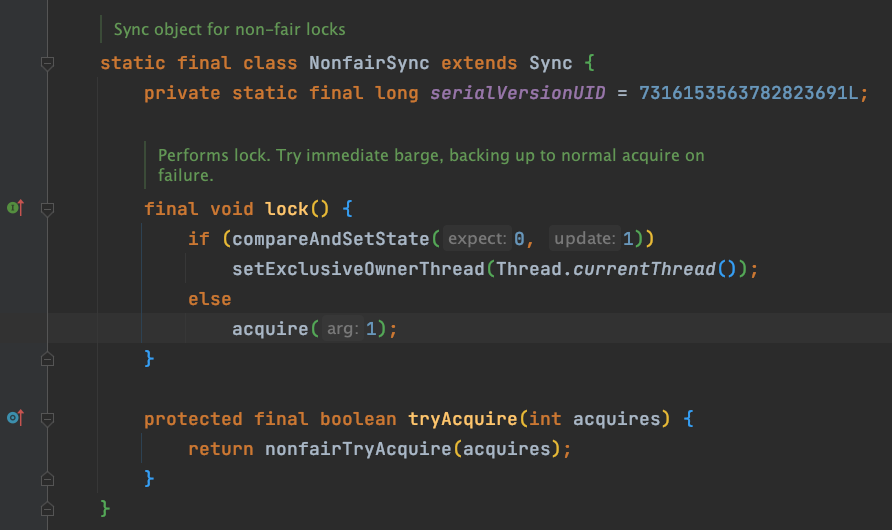 Sync object for non-fair locks
static final class NonfairSync extends Sync {
private static final long serialVersionUID = 7316153563782823691L;
Performs lock. Try immediate barge, backing up to normal acquire on
failure.
final void lock() {
if (compareAndSetState( expect: 0, update: 1))
setExclusiveOwnerThread(Thread.currentThread());
else
acquire( arg: 1);
}
protected final boolean tryAcquire(int acquires) {
return nonfairTryAcquire(acquires);
}
}